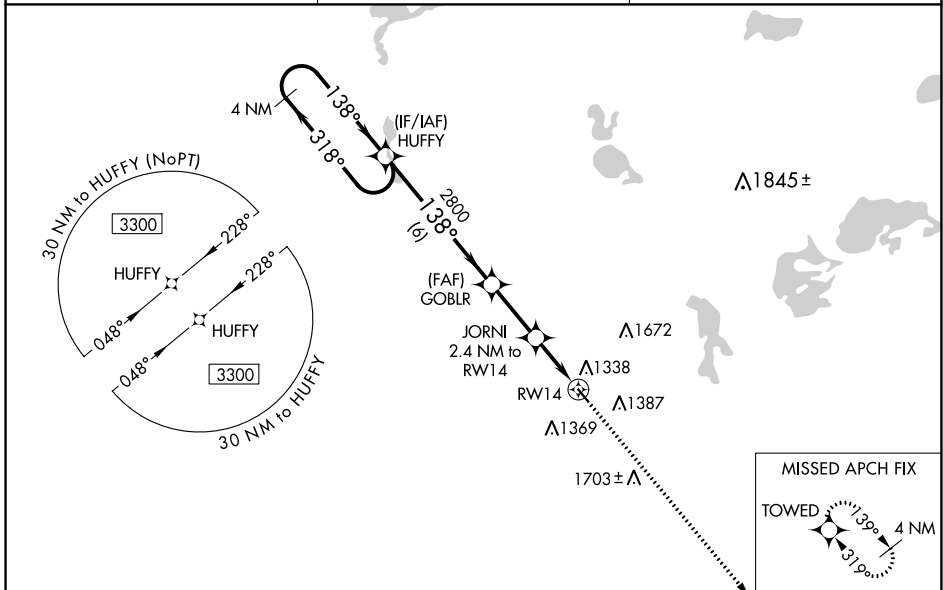 4 NM
138°
318°
(IF/IAF)
HUFFY
2800
138°
(6)
(FAF)
GOBLR
JORNI
2.4 NM to
RW14
RW14
1845±
1672
1338
1387
1369
1703±
30 NM to HUFFY (NoPT)
3300
228°
HUFFY
048°
228°
HUFFY
048°
3300
30 NM to HUFFY
MISSED APCH FIX
TOWED
139°
4 NM
319°